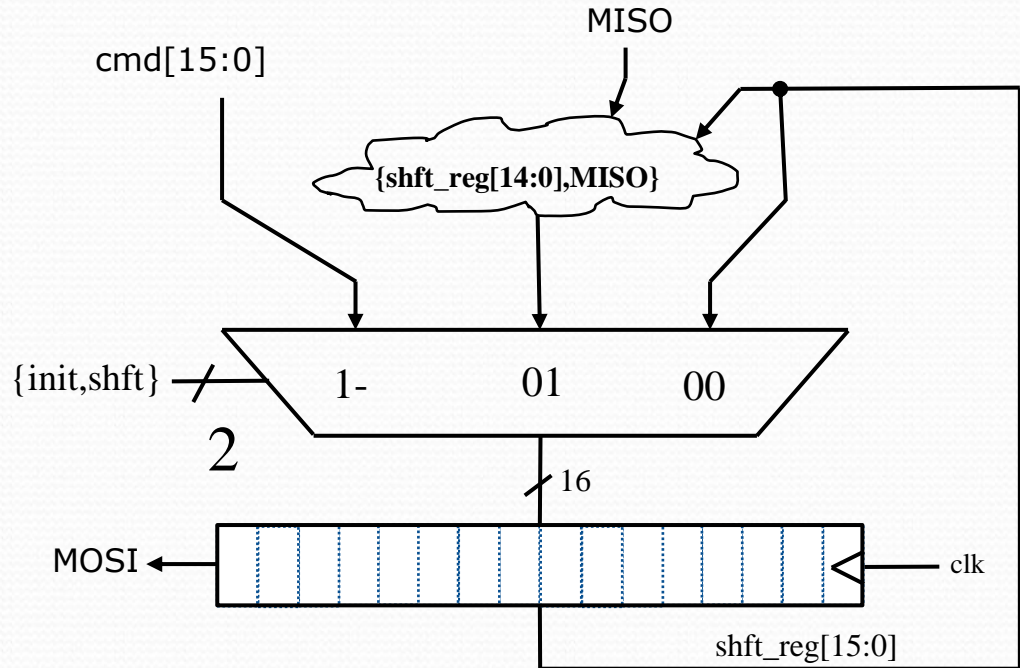 MISO
cmd[15:0]
{shft_reg[14:0],MISO}
{init,shft}
1-
01
00
2
16
MOSI
clk
shft_reg[15:0]